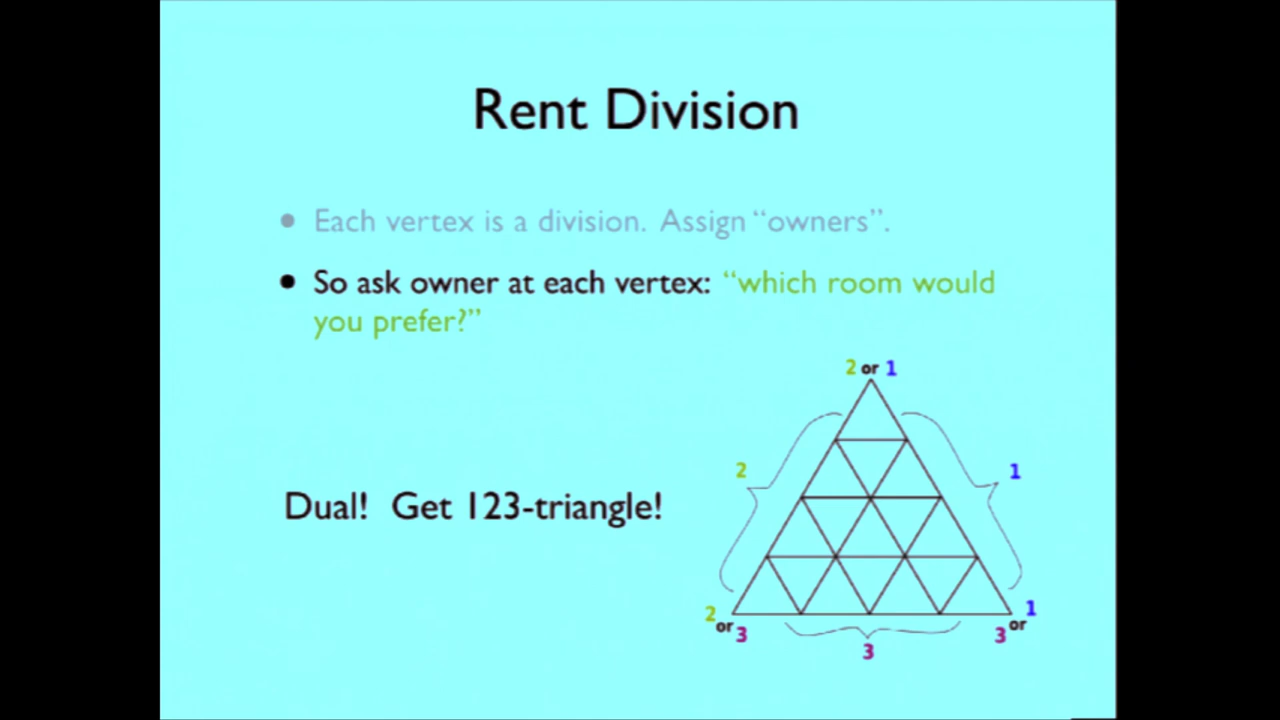 Rent Division
• Each vertex is a division. Assign “owners”.
• So ask owner at each vertex: “which room would
you prefer?”
2 or 1
2
1
Dual! Get 123-triangle!
2 or 3
3
3 or 1